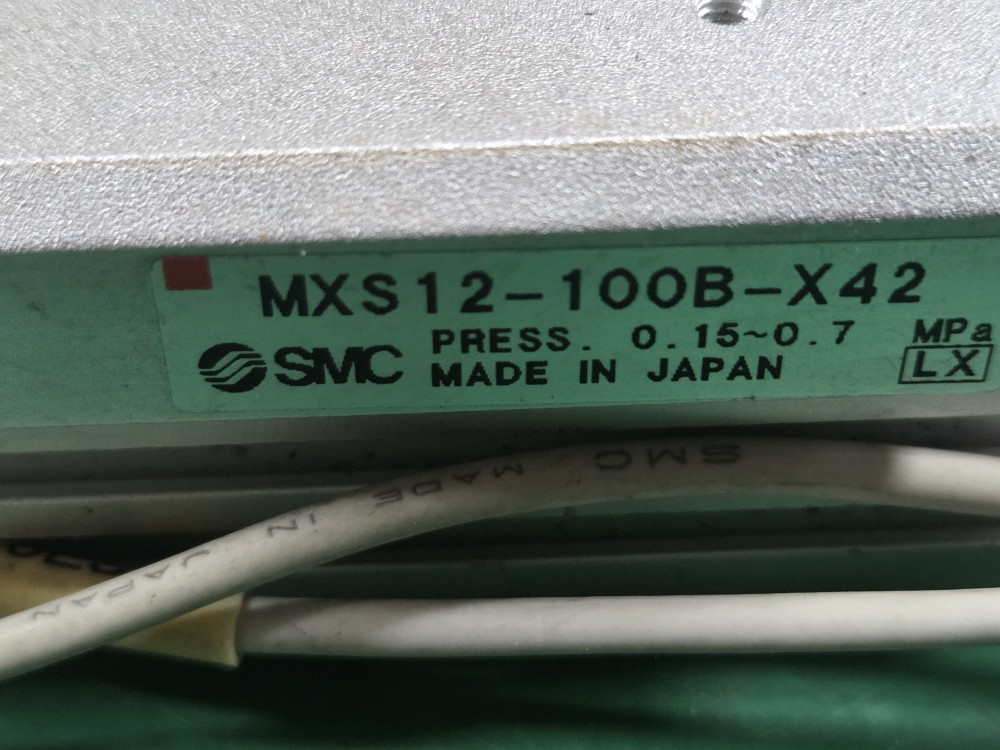 MXS12-100B-X42
PRESS. 0.15~0.7 MPa
SMC MADE IN JAPAN LX
SMC MADE IN JAPAN